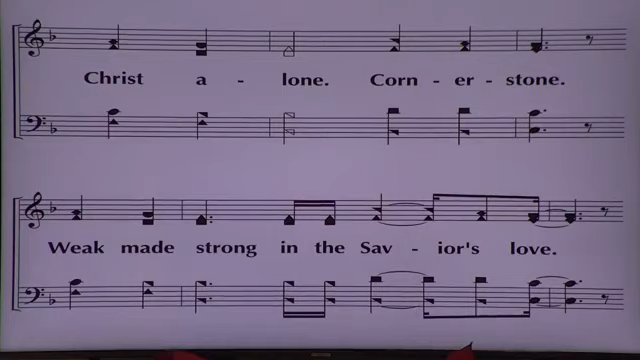 Christ a - lone. Corn - er - stone.
Weak made strong in the Sav - ior's love.